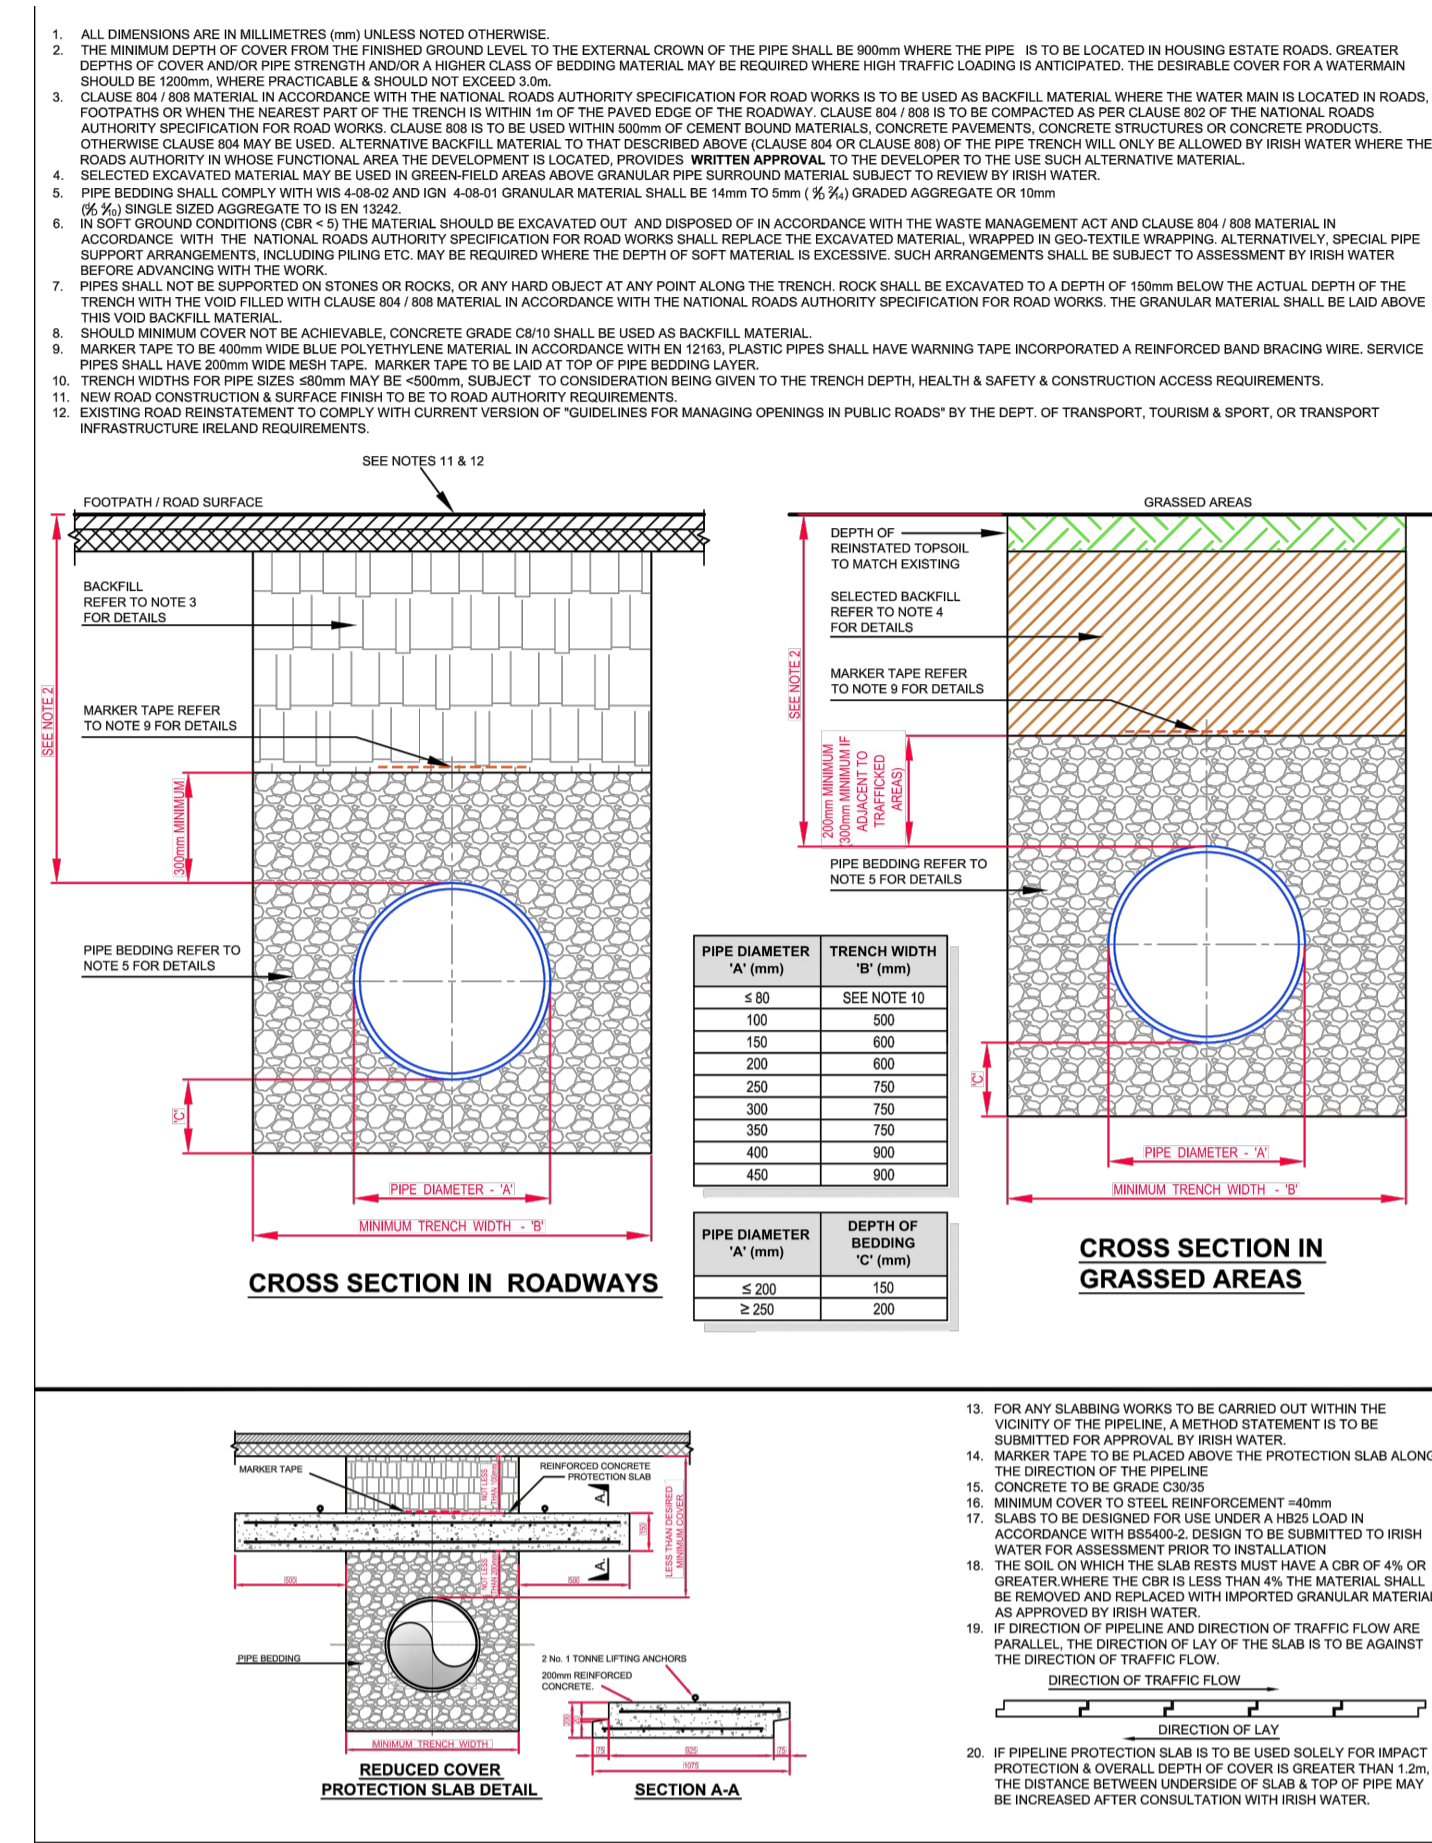 1. ALL DIMENSIONS ARE IN MILLIMETRES (mm) UNLESS NOTED OTHERWISE.
2. THE MINIMUM DEPTH OF COVER FROM THE FINISHED GROUND LEVEL TO THE EXTERNAL CROWN OF THE PIPE SHALL BE 900mm WHERE THE PIPE IS TO BE LOCATED IN HOUSING ESTATE ROADS. GREATER
DEPTHS OF COVER AND/OR PIPE STRENGTH AND/OR A HIGHER CLASS OF BEDDING MATERIAL MAY BE REQUIRED WHERE HIGH TRAFFIC LOADING IS ANTICIPATED. THE DESIRABLE COVER FOR A WATERMAIN
SHOULD BE 1200mm, WHERE PRACTICABLE & SHOULD NOT EXCEED 3.0m.
3. CLAUSE 804 / 808 MATERIAL IN ACCORDANCE WITH THE NATIONAL ROADS AUTHORITY SPECIFICATION FOR ROAD WORKS IS TO BE USED AS BACKFILL MATERIAL WHERE THE WATER MAIN IS LOCATED IN ROADS,
FOOTPATHS OR WHEN THE NEAREST PART OF THE TRENCH IS WITHIN 1m OF THE PAVED EDGE OF THE ROADWAY. CLAUSE 804 / 808 IS TO BE COMPACTED AS PER CLAUSE 802 OF THE NATIONAL ROADS
AUTHORITY SPECIFICATION FOR ROAD WORKS. CLAUSE 808 IS TO BE USED WITHIN 500mm OF CEMENT BOUND MATERIALS, CONCRETE PAVEMENTS, CONCRETE STRUCTURES OR CONCRETE PRODUCTS.
OTHERWISE CLAUSE 804 MAY BE USED. ALTERNATIVE BACKFILL MATERIAL TO THAT DESCRIBED ABOVE (CLAUSE 804 OR CLAUSE 808) OF THE PIPE TRENCH WILL ONLY BE ALLOWED BY IRISH WATER WHERE THE
ROADS AUTHORITY IN WHOSE FUNCTIONAL AREA THE DEVELOPMENT IS LOCATED, PROVIDES WRITTEN APPROVAL TO THE DEVELOPER TO THE USE SUCH ALTERNATIVE MATERIAL.
4. SELECTED EXCAVATED MATERIAL MAY BE USED IN GREEN-FIELD AREAS ABOVE GRANULAR PIPE SURROUND MATERIAL SUBJECT TO REVIEW BY IRISH WATER.
5. PIPE BEDDING SHALL COMPLY WITH WIS 4-08-02 AND IGN 4-08-01 GRANULAR MATERIAL SHALL BE 14mm TO 5mm ( ) GRADED AGGREGATE OR 10mm
( ) SINGLE SIZED AGGREGATE TO IS EN 13242.
6. IN SOFT GROUND CONDITIONS (CBR < 5) THE MATERIAL SHOULD BE EXCAVATED OUT AND DISPOSED OF IN ACCORDANCE WITH THE WASTE MANAGEMENT ACT AND CLAUSE 804 / 808 MATERIAL IN
ACCORDANCE WITH THE NATIONAL ROADS AUTHORITY SPECIFICATION FOR ROAD WORKS SHALL REPLACE THE EXCAVATED MATERIAL, WRAPPED IN GEO-TEXTILE WRAPPING. ALTERNATIVELY, SPECIAL PIPE
SUPPORT ARRANGEMENTS, INCLUDING PILING ETC. MAY BE REQUIRED WHERE THE DEPTH OF SOFT MATERIAL IS EXCESSIVE. SUCH ARRANGEMENTS SHALL BE SUBJECT TO ASSESSMENT BY IRISH WATER
BEFORE ADVANCING WITH THE WORK.
7. PIPES SHALL NOT BE SUPPORTED ON STONES OR ROCKS, OR ANY HARD OBJECT AT ANY POINT ALONG THE TRENCH. ROCK SHALL BE EXCAVATED TO A DEPTH OF 150mm BELOW THE ACTUAL DEPTH OF THE
TRENCH WITH THE VOID FILLED WITH CLAUSE 804 / 808 MATERIAL IN ACCORDANCE WITH THE NATIONAL ROADS AUTHORITY SPECIFICATION FOR ROAD WORKS. THE GRANULAR MATERIAL SHALL BE LAID ABOVE
THIS VOID BACKFILL MATERIAL.
8. SHOULD MINIMUM COVER NOT BE ACHIEVABLE, CONCRETE GRADE C8/10 SHALL BE USED AS BACKFILL MATERIAL.
9. MARKER TAPE TO BE 400mm WIDE BLUE POLYETHYLENE MATERIAL IN ACCORDANCE WITH EN 12163, PLASTIC PIPES SHALL HAVE WARNING TAPE INCORPORATED A REINFORCED BAND BRACING WIRE. SERVICE
PIPES SHALL HAVE 200mm WIDE MESH TAPE. MARKER TAPE TO BE LAID AT TOP OF PIPE BEDDING LAYER.
10. TRENCH WIDTHS FOR PIPE SIZES ≤80mm MAY BE <500mm, SUBJECT TO CONSIDERATION BEING GIVEN TO THE TRENCH DEPTH, HEALTH & SAFETY & CONSTRUCTION ACCESS REQUIREMENTS.
11. NEW ROAD CONSTRUCTION & SURFACE FINISH TO BE TO ROAD AUTHORITY REQUIREMENTS.
12. EXISTING ROAD REINSTATEMENT TO COMPLY WITH CURRENT VERSION OF "GUIDELINES FOR MANAGING OPENINGS IN PUBLIC ROADS" BY THE DEPT. OF TRANSPORT, TOURISM & SPORT, OR TRANSPORT
INFRASTRUCTURE IRELAND REQUIREMENTS.
SEE NOTES 11 & 12
FOOTPATH / ROAD SURFACE
BACKFILL
REFER TO NOTE 3
FOR DETAILS
SEE NOTE 2
MARKER TAPE REFER
TO NOTE 9 FOR DETAILS
300mm MINIMUM
PIPE BEDDING REFER TO
NOTE 5 FOR DETAILS
'C'
PIPE DIAMETER - 'A'
MINIMUM TRENCH WIDTH - 'B'
CROSS SECTION IN ROADWAYS
PIPE DIAMETER 'A' (mm) TRENCH WIDTH 'B' (mm)
≤ 80 SEE NOTE 10
100 500
150 600
200 600
250 750
300 750
350 750
400 900
450 900
PIPE DIAMETER 'A' (mm) DEPTH OF BEDDING 'C' (mm)
≤ 200 150
≥ 250 200
GRASSED AREAS
DEPTH OF
REINSTATED TOPSOIL
TO MATCH EXISTING
SELECTED BACKFILL
REFER TO NOTE 4
FOR DETAILS
SEE NOTE 2
MARKER TAPE REFER
TO NOTE 9 FOR DETAILS
200mm MINIMUM
(300mm MINIMUM IF
ADJACENT TO
TRAFFICKED
AREAS)
PIPE BEDDING REFER TO
NOTE 5 FOR DETAILS
'C'
PIPE DIAMETER - 'A'
MINIMUM TRENCH WIDTH - 'B'
CROSS SECTION IN
GRASSED AREAS
MARKER TAPE
REINFORCED CONCRETE
PROTECTION SLAB
NOT LESS
THAN 100mm
A
150
LESS THAN DESIRED
MINIMUM COVER
NOT LESS
THAN 200mm
A
500
500
PIPE BEDDING
MINIMUM TRENCH WIDTH
REDUCED COVER
PROTECTION SLAB DETAIL
2 No. 1 TONNE LIFTING ANCHORS
200mm REINFORCED
CONCRETE.
200
75
925
75
1075
SECTION A-A
13. FOR ANY SLABBING WORKS TO BE CARRIED OUT WITHIN THE
VICINITY OF THE PIPELINE, A METHOD STATEMENT IS TO BE
SUBMITTED FOR APPROVAL BY IRISH WATER.
14. MARKER TAPE TO BE PLACED ABOVE THE PROTECTION SLAB ALONG
THE DIRECTION OF THE PIPELINE
15. CONCRETE TO BE GRADE C30/35
16. MINIMUM COVER TO STEEL REINFORCEMENT =40mm
17. SLABS TO BE DESIGNED FOR USE UNDER A HB25 LOAD IN
ACCORDANCE WITH BS5400-2. DESIGN TO BE SUBMITTED TO IRISH
WATER FOR ASSESSMENT PRIOR TO INSTALLATION
18. THE SOIL ON WHICH THE SLAB RESTS MUST HAVE A CBR OF 4% OR
GREATER.WHERE THE CBR IS LESS THAN 4% THE MATERIAL SHALL
BE REMOVED AND REPLACED WITH IMPORTED GRANULAR MATERIAL
AS APPROVED BY IRISH WATER.
19. IF DIRECTION OF PIPELINE AND DIRECTION OF TRAFFIC FLOW ARE
PARALLEL, THE DIRECTION OF LAY OF THE SLAB IS TO BE AGAINST
THE DIRECTION OF TRAFFIC FLOW.
DIRECTION OF TRAFFIC FLOW
DIRECTION OF LAY
20. IF PIPELINE PROTECTION SLAB IS TO BE USED SOLELY FOR IMPACT
PROTECTION & OVERALL DEPTH OF COVER IS GREATER THAN 1.2m,
THE DISTANCE BETWEEN UNDERSIDE OF SLAB & TOP OF PIPE MAY
BE INCREASED AFTER CONSULTATION WITH IRISH WATER.